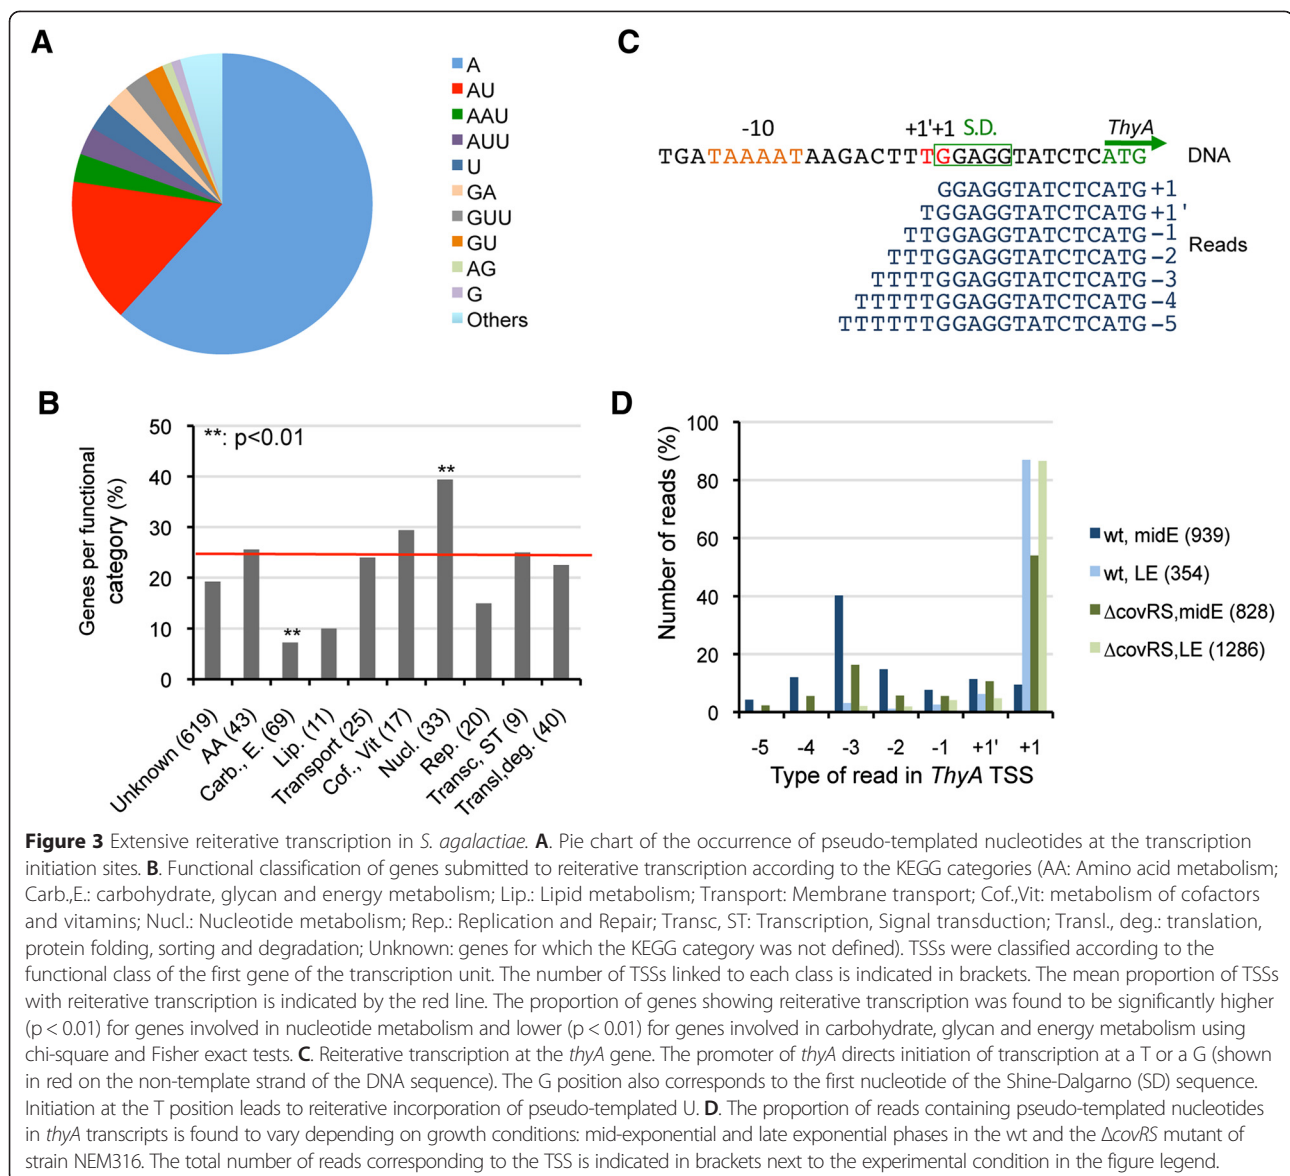 A
A
AU
AAU
AUU
U
GA
GUU
GU
AG
G
Others
C
-10
+1'+1
S.D.
ThyA
TGATAAAATAAGACTTTGGGAGGTATCTCATG
DNA
GGAGGTATCTCATG +1
TGGAGGTATCTCATG +1'
TTGGAGGTATCTCATG −1
TTTGGAGGTATCTCATG −2
TTTTGGAGGTATCTCATG −3
TTTTTGGAGGTATCTCATG −4
TTTTTTGGAGGTATCTCATG −5
Reads
B
**: p<0.01
Genes per functional
category (%)
50
40
30
20
10
0
**
**
Unknown (619)
AA (43)
Carb., E. (69)
Lip. (11)
Transport (25)
Cof., Vit (17)
Nucl. (33)
Rep. (20)
Transc, ST (9)
Transl,deg. (40)
D
Number of reads (%)
100
80
60
40
20
0
-5
-4
-3
-2
-1
+1'
+1
Type of read in ThyA TSS
wt, midE (939)
wt, LE (354)
ΔcovRS,midE (828)
ΔcovRS,LE (1286)
Figure 3 Extensive reiterative transcription in S. agalactiae. A. Pie chart of the occurrence of pseudo-templated nucleotides at the transcription
initiation sites. B. Functional classification of genes submitted to reiterative transcription according to the KEGG categories (AA: Amino acid metabolism;
Carb.,E.: carbohydrate, glycan and energy metabolism; Lip.: Lipid metabolism; Transport: Membrane transport; Cof.,Vit: metabolism of cofactors
and vitamins; Nucl.: Nucleotide metabolism; Rep.: Replication and Repair; Transc, ST: Transcription, Signal transduction; Transl., deg.: translation,
protein folding, sorting and degradation; Unknown: genes for which the KEGG category was not defined). TSSs were classified according to the
functional class of the first gene of the transcription unit. The number of TSSs linked to each class is indicated in brackets. The mean proportion of TSSs
with reiterative transcription is indicated by the red line. The proportion of genes showing reiterative transcription was found to be significantly higher
(p < 0.01) for genes involved in nucleotide metabolism and lower (p < 0.01) for genes involved in carbohydrate, glycan and energy metabolism using
chi-square and Fisher exact tests. C. Reiterative transcription at the thyA gene. The promoter of thyA directs initiation of transcription at a T or a G (shown
in red on the non-template strand of the DNA sequence). The G position also corresponds to the first nucleotide of the Shine-Dalgarno (SD) sequence.
Initiation at the T position leads to reiterative incorporation of pseudo-templated U. D. The proportion of reads containing pseudo-templated nucleotides
in thyA transcripts is found to vary depending on growth conditions: mid-exponential and late exponential phases in the wt and the ΔcovRS mutant of
strain NEM316. The total number of reads corresponding to the TSS is indicated in brackets next to the experimental condition in the figure legend.